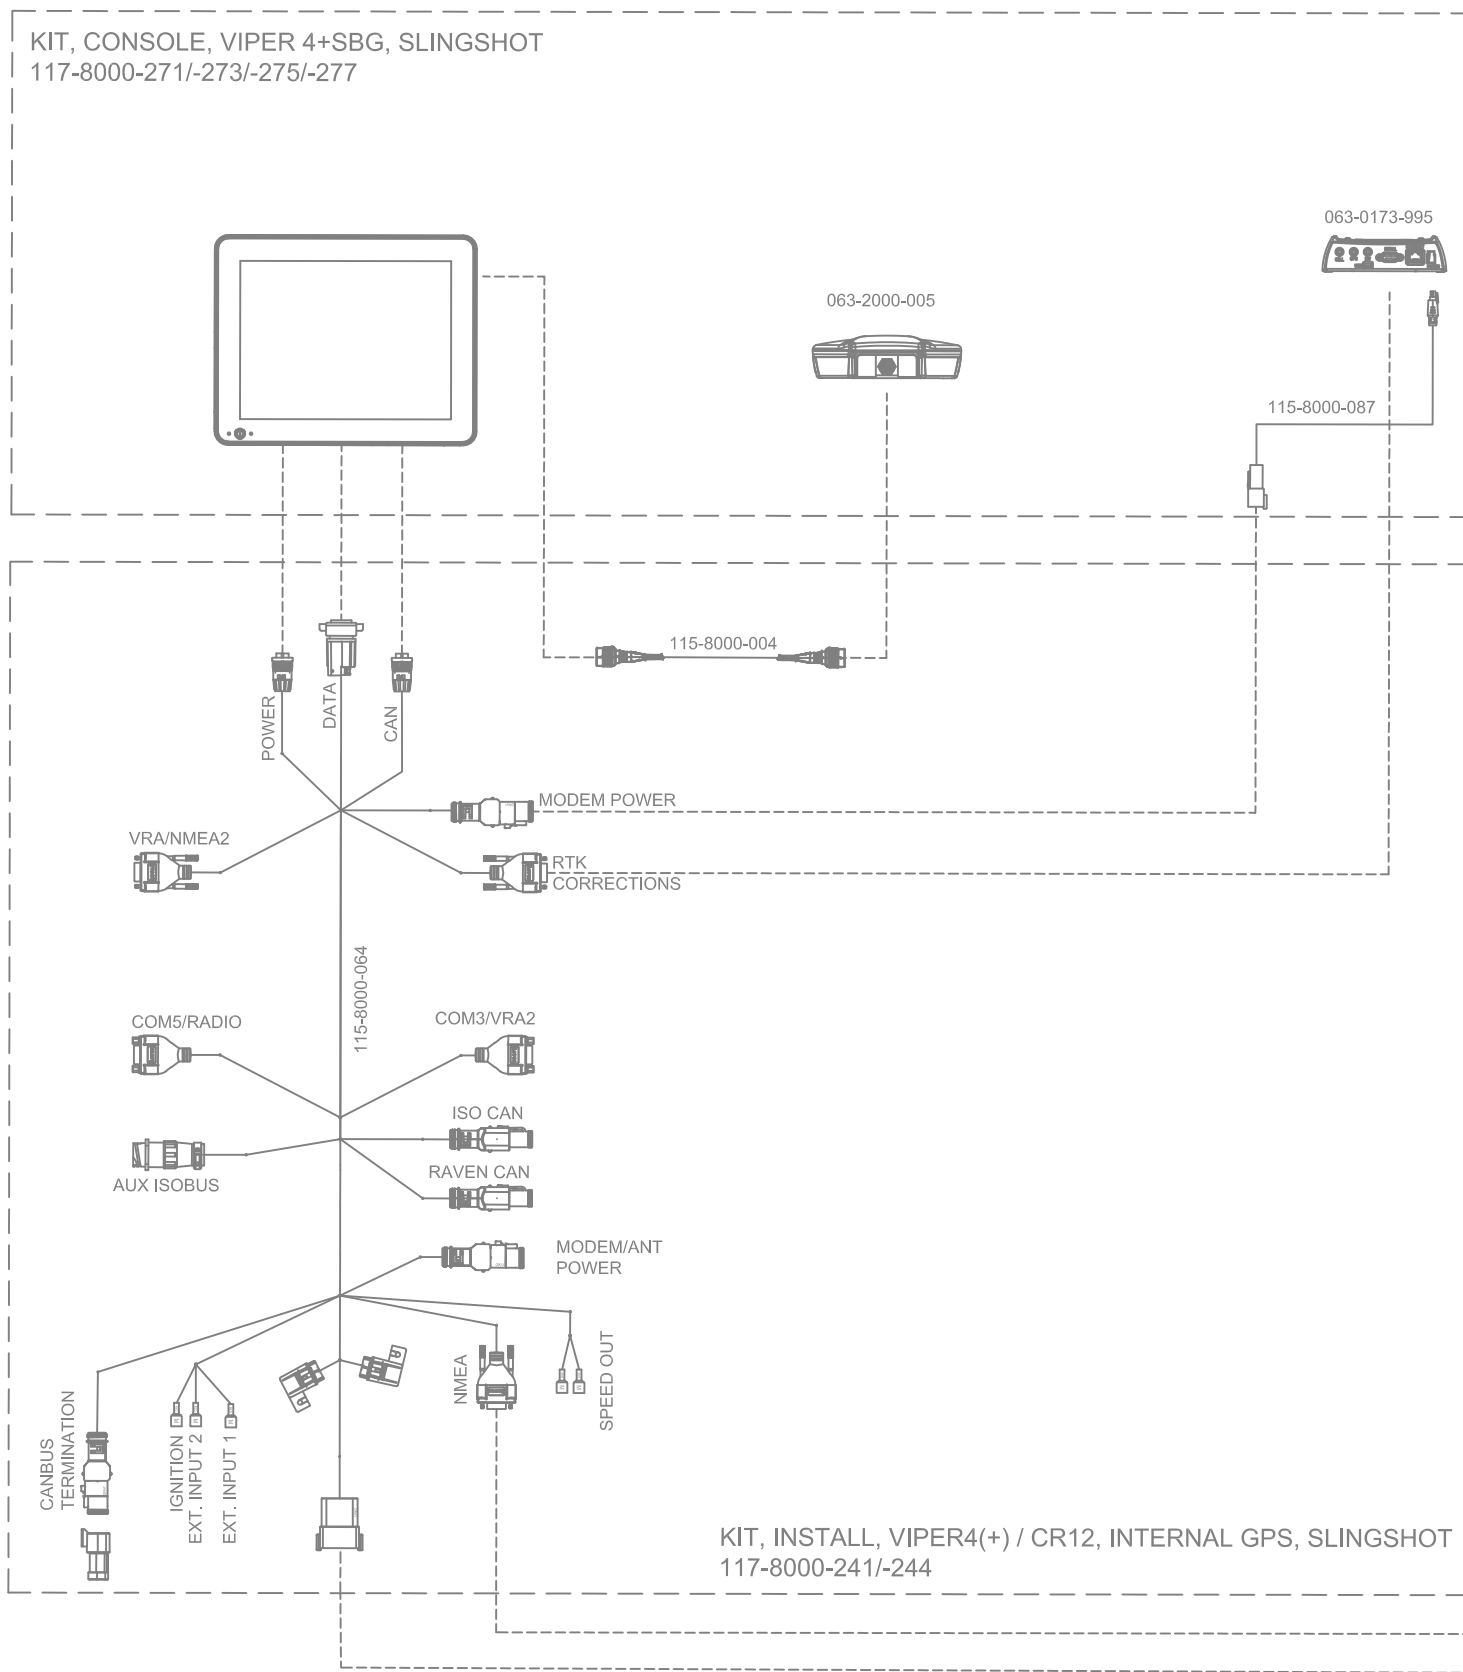 KIT, CONSOLE, VIPER 4+SBG, SLINGSHOT
117-8000-271/-273/-275/-277
063-0173-995
063-2000-005
115-8000-087
115-8000-004
POWER
DATA
CAN
MODEM POWER
VRA/NMEA2
RTK
CORRECTIONS
115-8000-064
COM5/RADIO
COM3/VRA2
ISO CAN
AUX ISOBUS
RAVEN CAN
MODEM/ANT
POWER
CANBUS
TERMINATION
IGNITION
EXT. INPUT 2
EXT. INPUT 1
NMEA
SPEED OUT
KIT, INSTALL, VIPER4(+) / CR12, INTERNAL GPS, SLINGSHOT
117-8000-241/-244